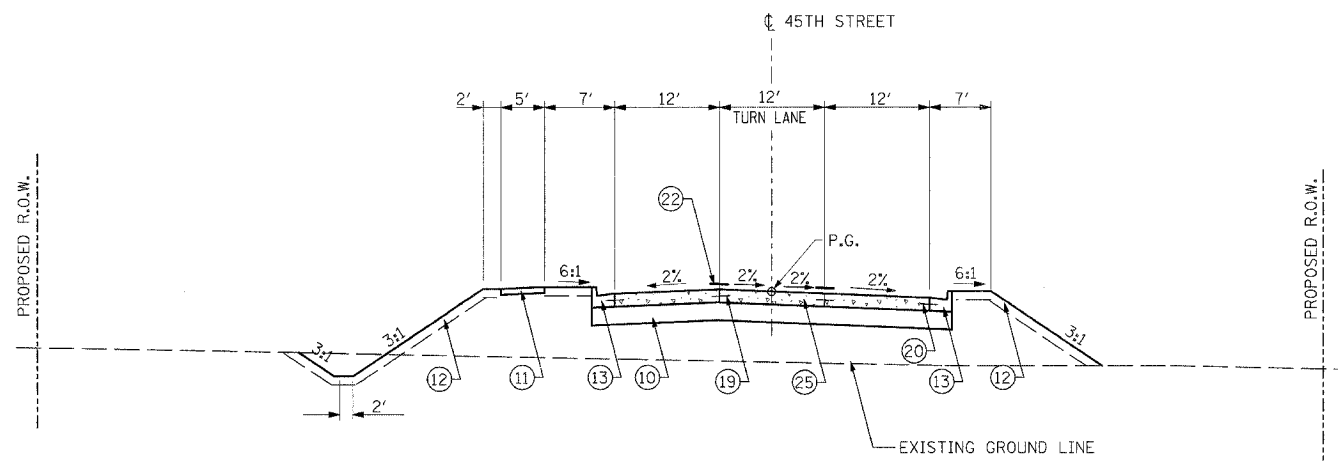 ℄ 45TH STREET
2' 5' 7' 12' 12' 12' 7'
TURN LANE
PROPOSED R.O.W.
PROPOSED R.O.W.
22
P.G.
6:1 2% 2% 2% 2% 6:1
3:1 3:1 3:1
12 11 13 10 19 25 20 13 12
2'
EXISTING GROUND LINE